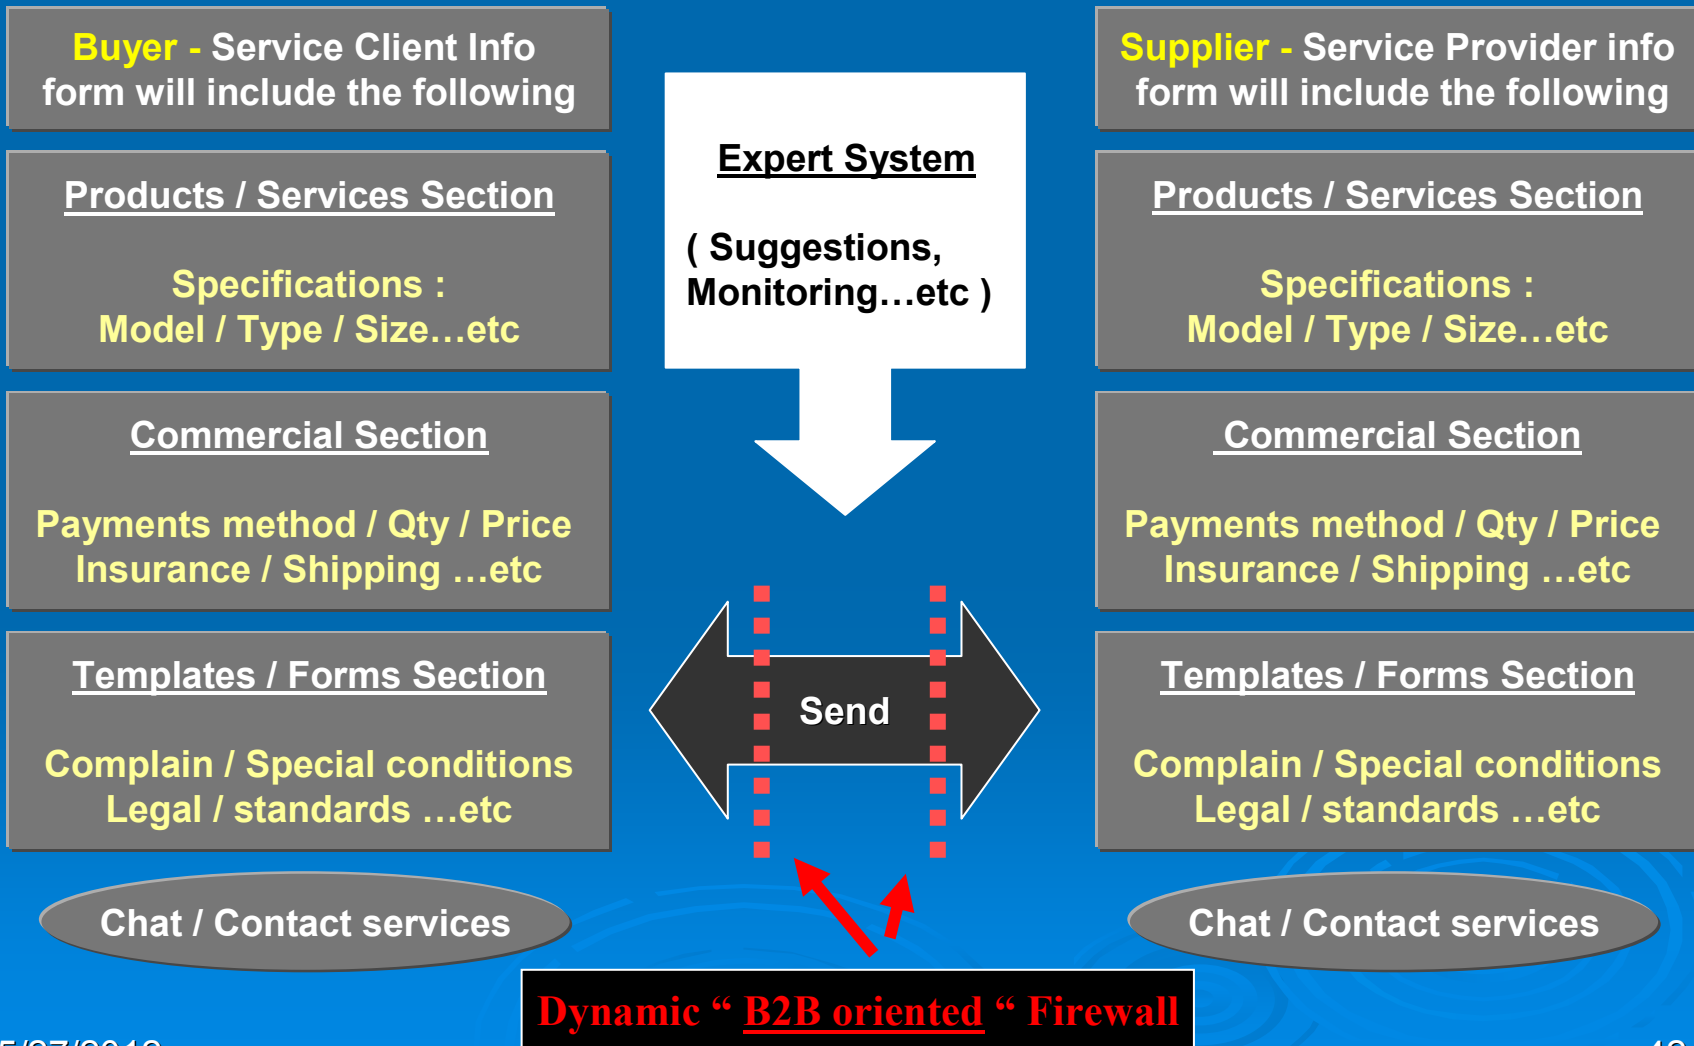 Buyer - Service Client Info
form will include the following
Products / Services Section
Specifications :
Model / Type / Size…etc
Commercial Section
Payments method / Qty / Price
Insurance / Shipping …etc
Templates / Forms Section
Complain / Special conditions
Legal / standards …etc
Chat / Contact services
Expert System
( Suggestions,
Monitoring…etc )
Send
Dynamic “ B2B oriented “ Firewall
Supplier - Service Provider info
form will include the following
Products / Services Section
Specifications :
Model / Type / Size…etc
Commercial Section
Payments method / Qty / Price
Insurance / Shipping …etc
Templates / Forms Section
Complain / Special conditions
Legal / standards …etc
Chat / Contact services